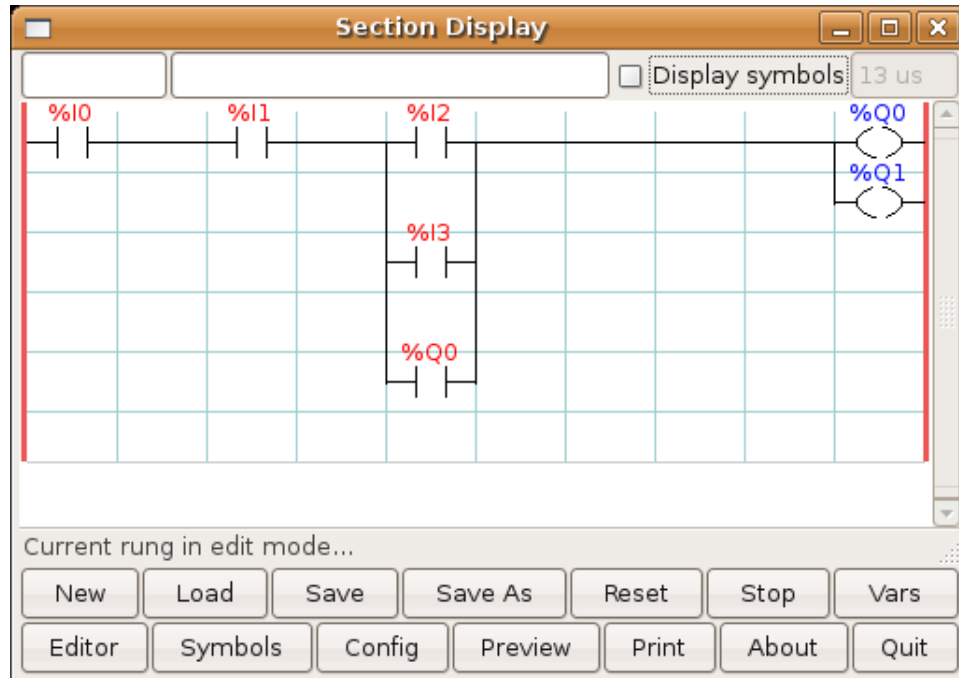 Section Display
Display symbols 13 us
%I0 %I1 %I2 %Q0
%Q1
%I3
%Q0
Current rung in edit mode...
New Load Save Save As Reset Stop Vars
Editor Symbols Config Preview Print About Quit